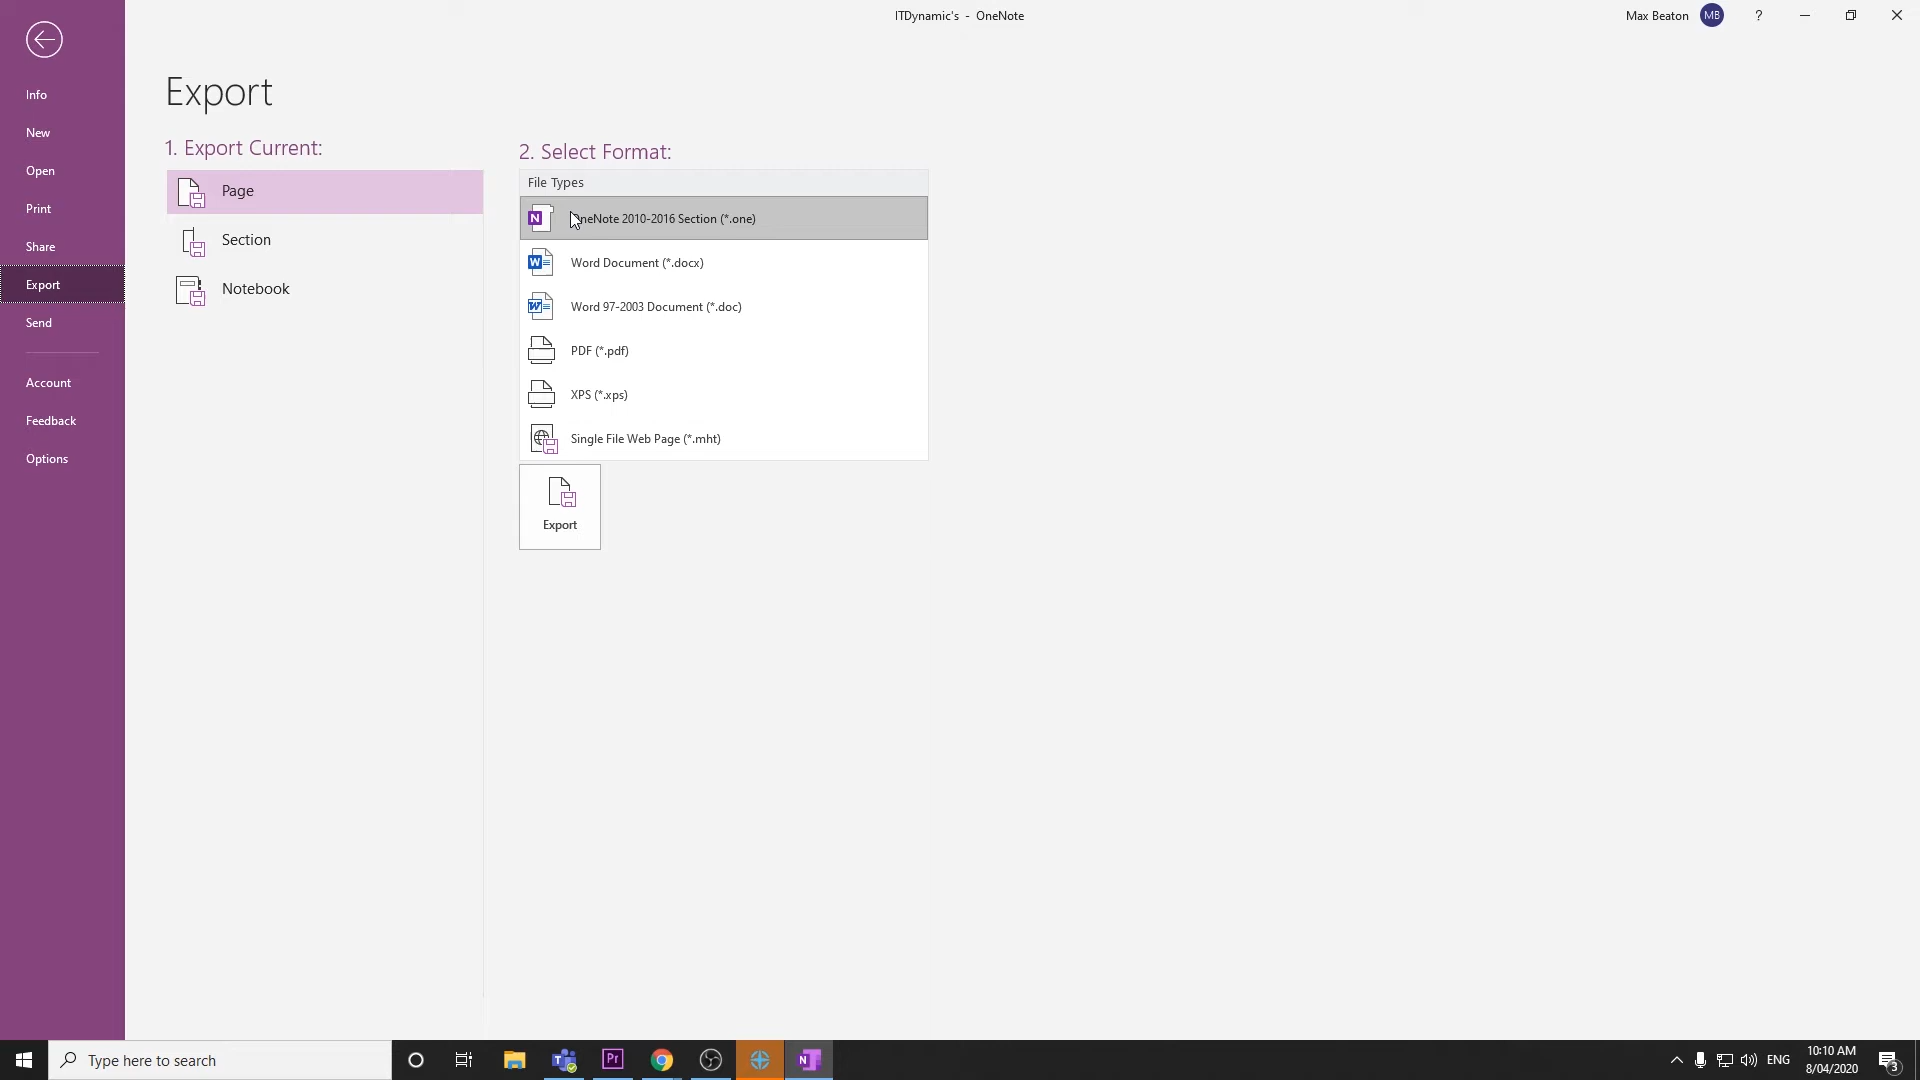 ITDynamic's - OneNote
Max Beaton
MB
?
Info
New
Open
Print
Share
Export
Send
Account
Feedback
Options
Export
1. Export Current:
Page
Section
Notebook
2. Select Format:
File Types
OneNote 2010-2016 Section (*.one)
Word Document (*.docx)
Word 97-2003 Document (*.doc)
PDF (*.pdf)
XPS (*.xps)
Single File Web Page (*.mht)
Export
Type here to search
ENG
10:10 AM
8/04/2020
3